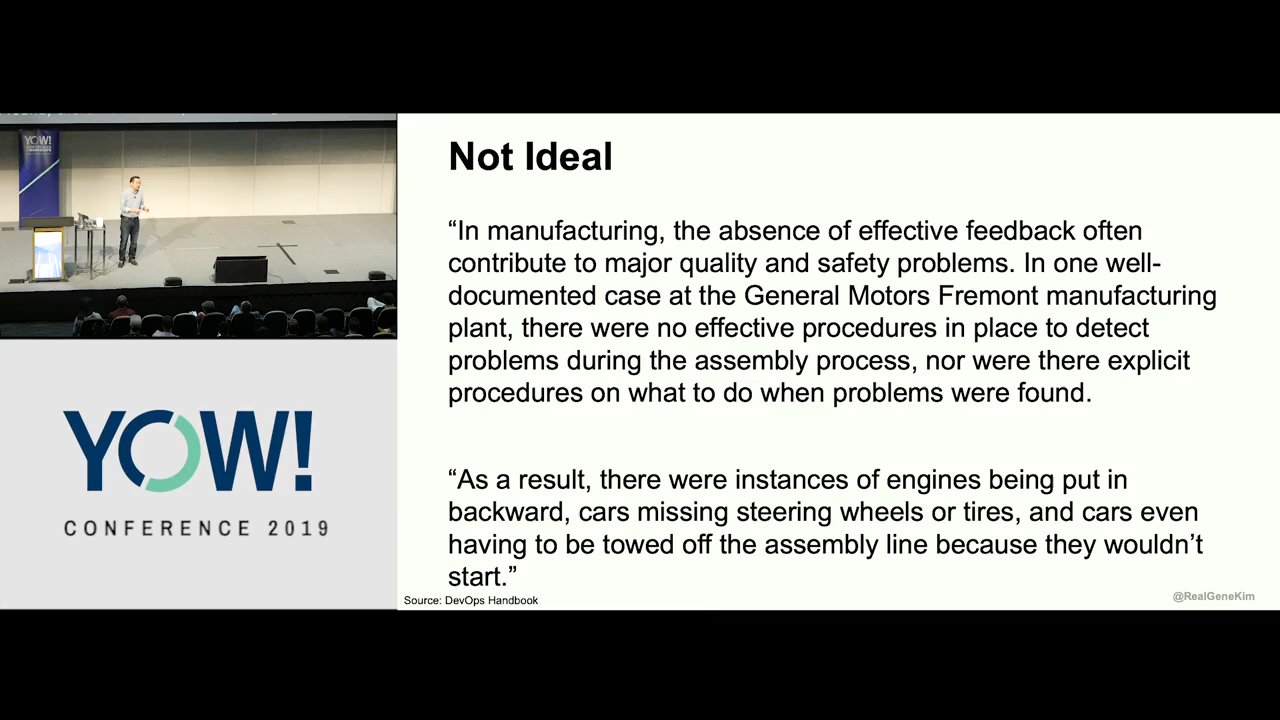 YOW!
Not Ideal
“In manufacturing, the absence of effective feedback often
contribute to major quality and safety problems. In one well-
documented case at the General Motors Fremont manufacturing
plant, there were no effective procedures in place to detect
problems during the assembly process, nor were there explicit
procedures on what to do when problems were found.
“As a result, there were instances of engines being put in
backward, cars missing steering wheels or tires, and cars even
having to be towed off the assembly line because they wouldn’t
start.”
Source: DevOps Handbook
@RealGeneKim
YOW!
CONFERENCE 2019